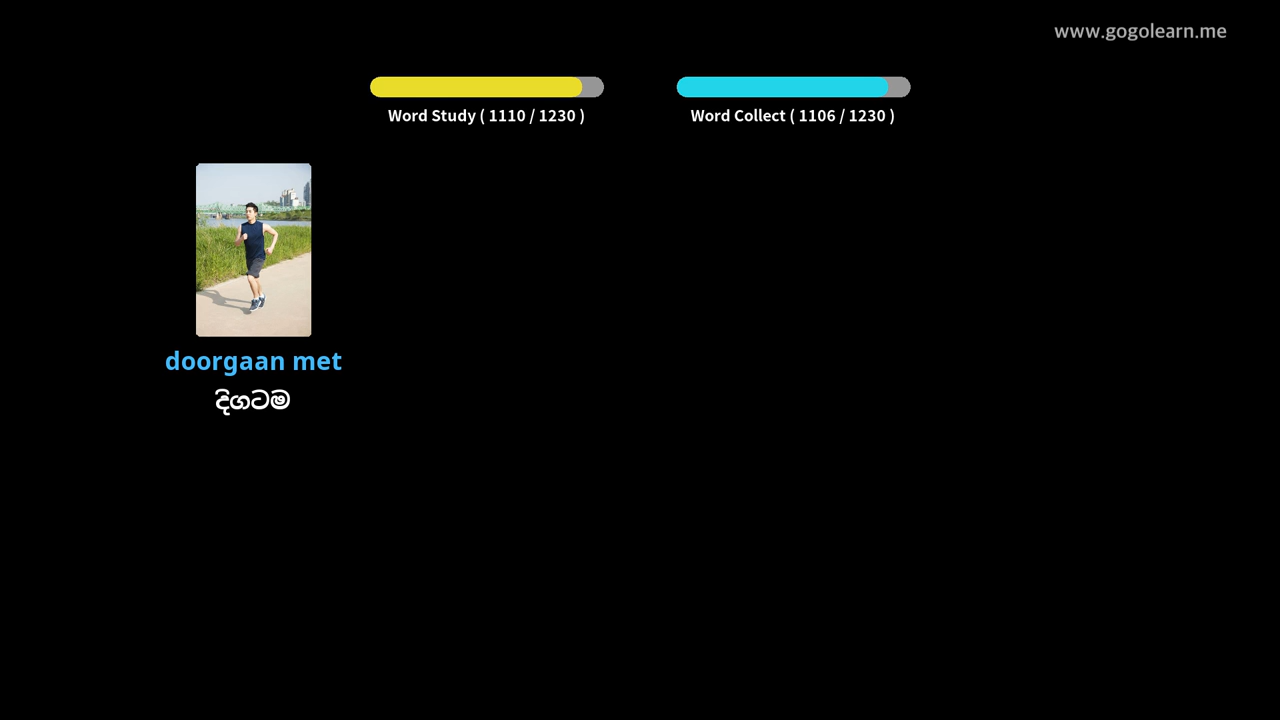 www.gogolearn.me
Word Study ( 1110 / 1230 )
Word Collect ( 1106 / 1230 )
doorgaan met
දිගටම